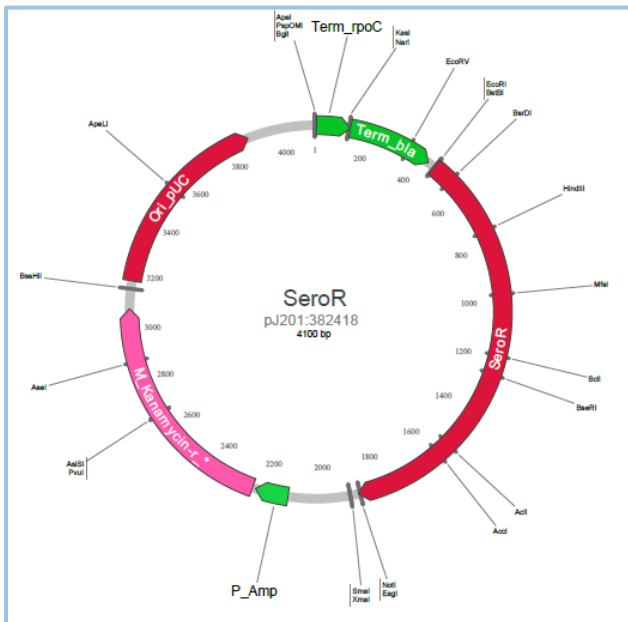 ApaI
PspOMI
BglI
Term_rpoC
KasI
NarI
EcoRV
EcoRI
BstBI
BsrDI
HindIII
MfeI
BclI
BseRI
AclI
AccI
NotI
EagI
SmaI
XmaI
P_Amp
AsiSI
PvuI
AseI
BssHII
ApaLI
Term_bla
SeroR
M_Kanamycin-r_*
Ori_pUC
1
200
400
600
800
1000
1200
1400
1600
1800
2000
2200
2400
2600
2800
3000
3200
3400
3600
3800
4000
SeroR
pJ201:382418
4100 bp